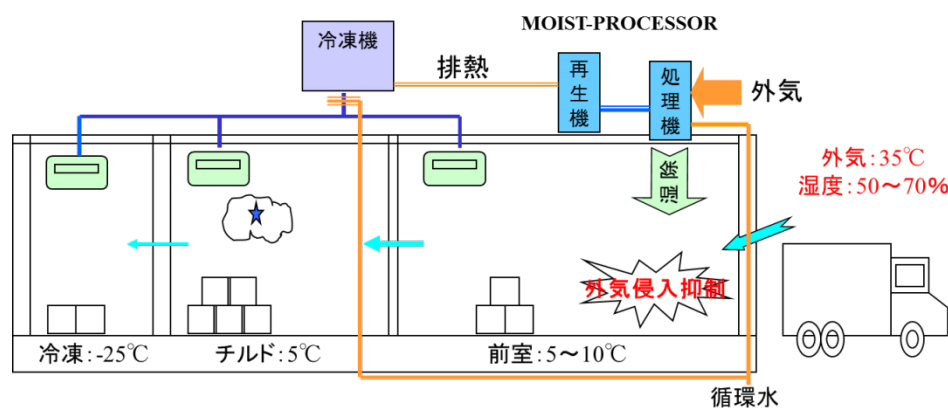 MOIST-PROCESSOR
冷凍機
排熱
再生機
処理機
外気
外気：35℃
湿度：50～70%
除湿
外気侵入抑制
冷凍：-25℃
チルド：5℃
前室：5～10℃
循環水